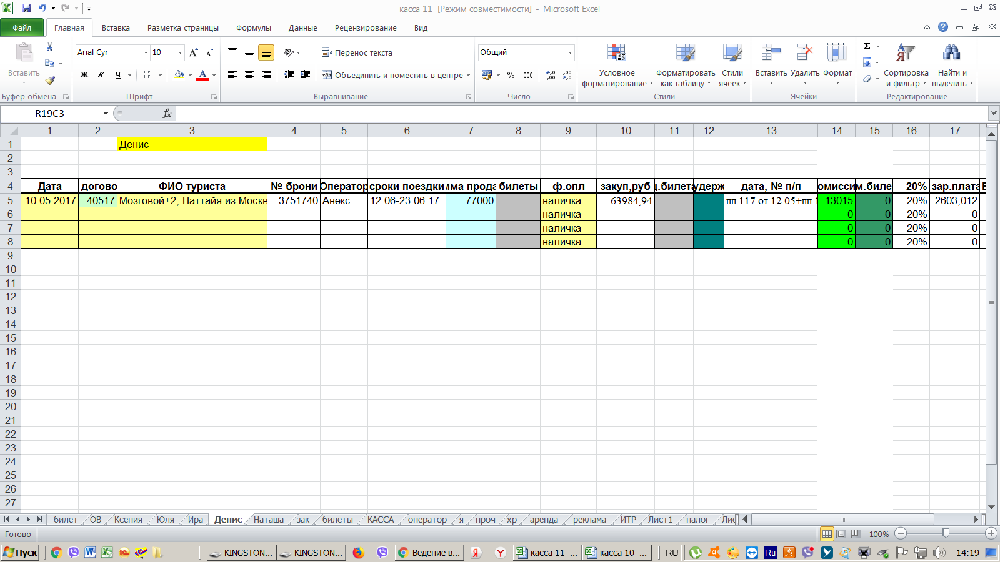 касса 11 [Режим совместимости] - Microsoft Excel
Файл Главная Вставка Разметка страницы Формулы Данные Рецензирование Вид
Вставить
Буфер обмена
Arial Cyr 10
Ж К Ч
Шрифт
Перенос текста
Объединить и поместить в центре
Выравнивание
Общий
% 000
Число
Условное форматирование
Форматировать как таблицу
Стили ячеек
Стили
Вставить Удалить Формат
Ячейки
Сортировка и фильтр
Найти и выделить
Редактирование
R19C3
1 2 3 4 5 6 7 8 9 10 11 12 13 14 15 16 17
1 Денис
2
3
4 Дата догово ФИО туриста № брони Оператор сроки поездки мма прода билеты ф.опл закуп,руб д.билета удерж дата, № п/п омисси м.биле 20% зар.плата
5 10.05.2017 40517 Мозговой+2, Паттайя из Москв 3751740 Анекс 12.06-23.06.17 77000 наличка 63984,94 пп 117 от 12.05+пп 1 13015 0 20% 2603,012
6 наличка 0 0 20% 0
7 наличка 0 0 20% 0
8 наличка 0 0 20% 0
9
10
11
12
13
14
15
16
17
18
19
20
21
22
23
24
25
26
27
билет ОВ Ксения Юля Ира Денис Наташа зак билеты КАССА оператор я проч хр аренда реклама ИТР Лист1 налог Лис
Готово 100%
Пуск KINGSTON... KINGSTON... Ведение в... касса 11 ... касса 10 ... RU Ru 14:19